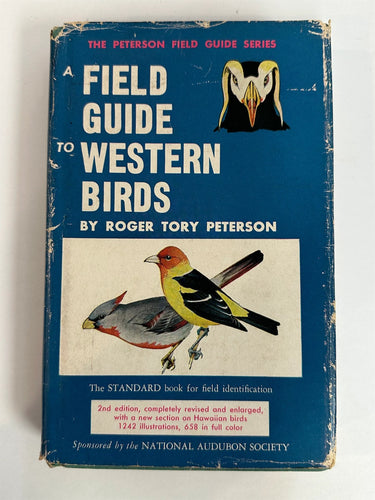 THE PETERSON FIELD GUIDE SERIES
A FIELD
GUIDE
TO WESTERN
BIRDS
BY ROGER TORY PETERSON
The STANDARD book for field identification
2nd edition, completely revised and enlarged,
with a new section on Hawaiian birds
1242 illustrations, 658 in full color
Sponsored by the NATIONAL AUDUBON SOCIETY